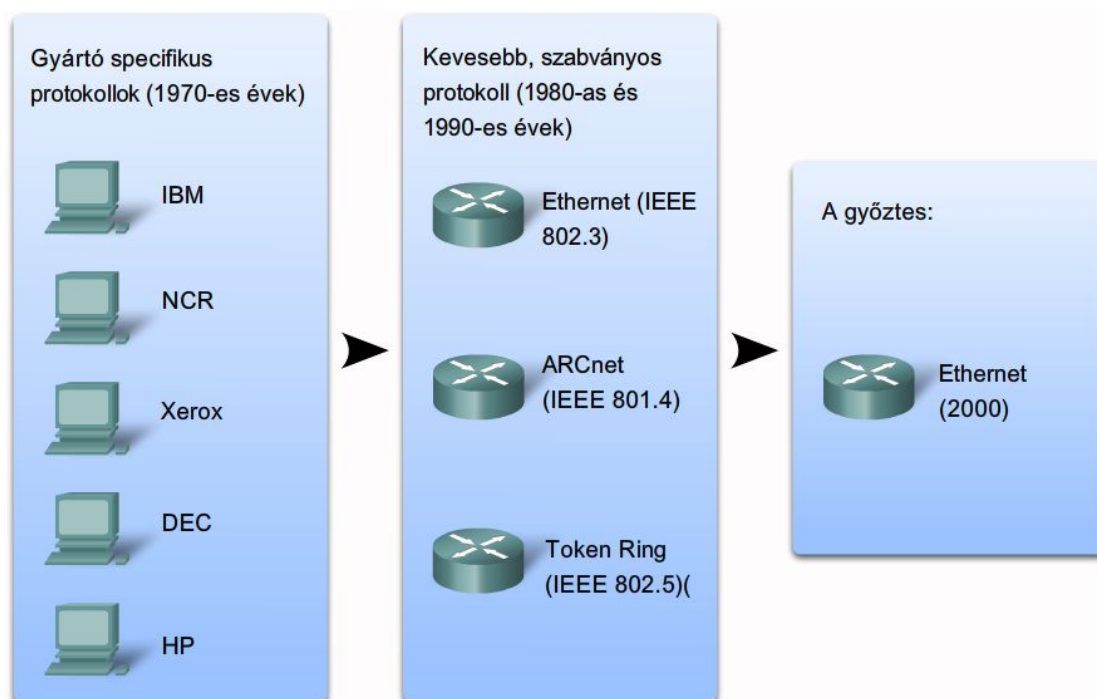 Gyártó specifikus
protokollok (1970-es évek)
IBM
NCR
Xerox
DEC
HP
Kevesebb, szabványos
protokoll (1980-as és
1990-es évek)
Ethernet (IEEE
802.3)
ARCnet
(IEEE 801.4)
Token Ring
(IEEE 802.5)(
A győztes:
Ethernet
(2000)